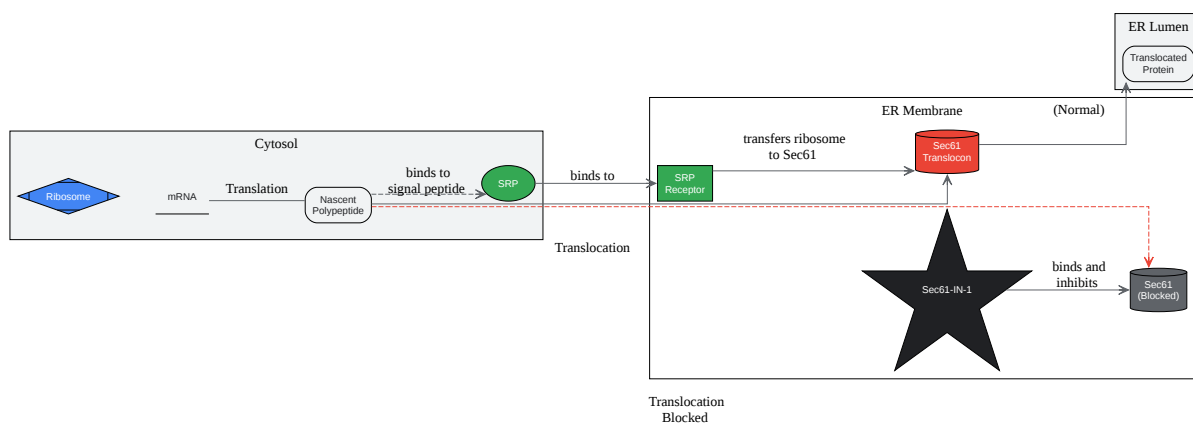 ER Lumen
Translated
Protein
ER Membrane
(Normal)
Cytosol
transfers ribosome
to Sec61
Sec61
Translocon
binds to
signal peptide
Translation
SRP
binds to
SRP
Receptor
Ribosome
mRNA
Nascent
Polypeptide
Translocation
binds and
inhibits
Sec61-IN-1
Sec61
(Blocked)
Translocation
Blocked